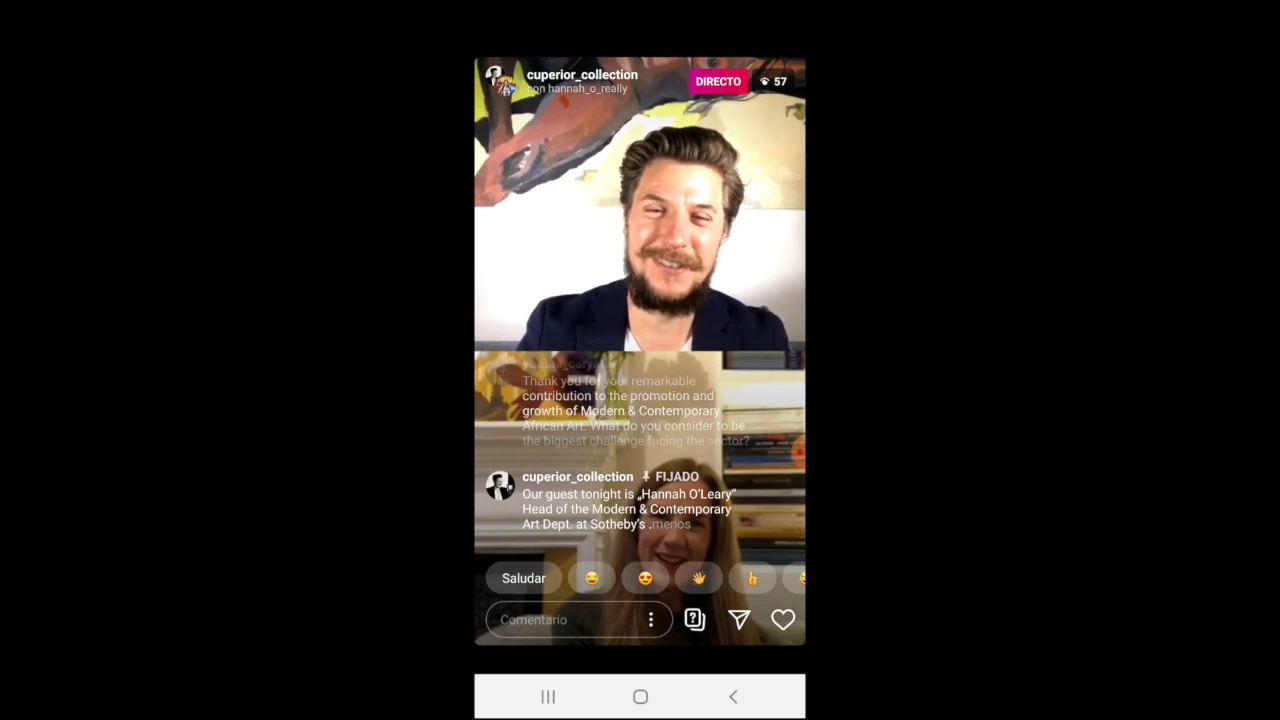 cuperior_collection
con hannah_o_really
DIRECTO
57
Thank you for your remarkable
contribution to the promotion and
growth of Modern & Contemporary
African Art. What do you consider to be
the biggest challenge facing the sector?
cuperior_collection FIJADO
Our guest tonight is „Hannah O’Leary“
Head of the Modern & Contemporary
Art Dept. at Sotheby’s .menos
Saludar
Comentario